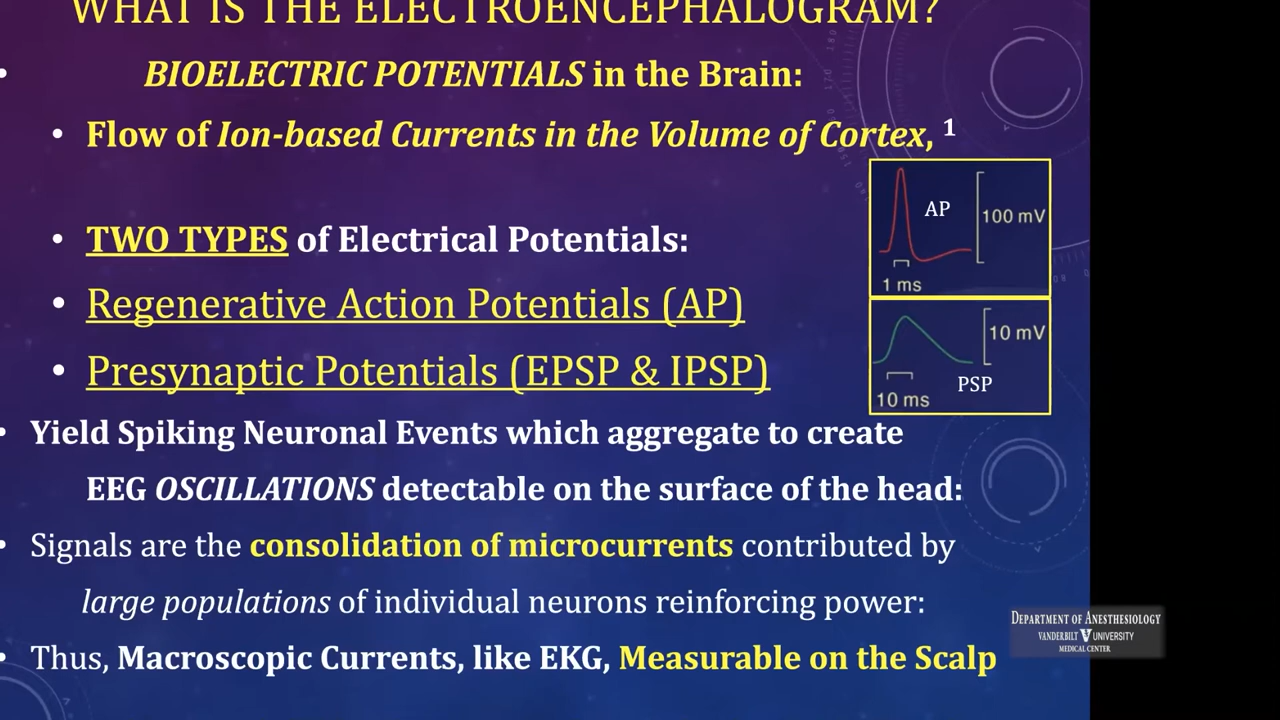 WHAT IS THE ELECTROENCEPHALOGRAM?
• BIOELECTRIC POTENTIALS in the Brain:
• Flow of Ion-based Currents in the Volume of Cortex, 1
AP
100 mV
1 ms
• TWO TYPES of Electrical Potentials:
• Regenerative Action Potentials (AP)
• Presynaptic Potentials (EPSP & IPSP)
10 mV
PSP
10 ms
• Yield Spiking Neuronal Events which aggregate to create
EEG OSCILLATIONS detectable on the surface of the head:
• Signals are the consolidation of microcurrents contributed by
large populations of individual neurons reinforcing power:
• Thus, Macroscopic Currents, like EKG, Measurable on the Scalp
DEPARTMENT OF ANESTHESIOLOGY
VANDERBILT UNIVERSITY
MEDICAL CENTER